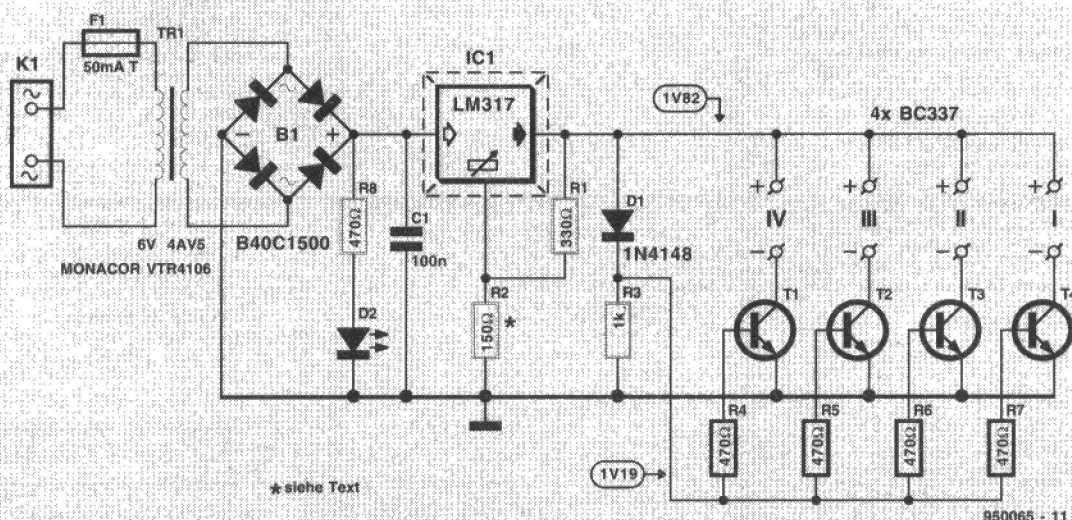 F1
TR1
50mA T
K1
IC1
LM317
1V82
4x BC337
B1
−
+
R8
470Ω
C1
100n
R1
330Ω
D1
1N4148
+ + + +
IV III II I
− − − −
6V 4AV5
B40C1500
MONACOR VTR4106
R2
150Ω
*
R3
1k
D2
T1
T2
T3
T4
R4
470Ω
R5
470Ω
R6
470Ω
R7
470Ω
1V19
* siehe Text
950065 - 11